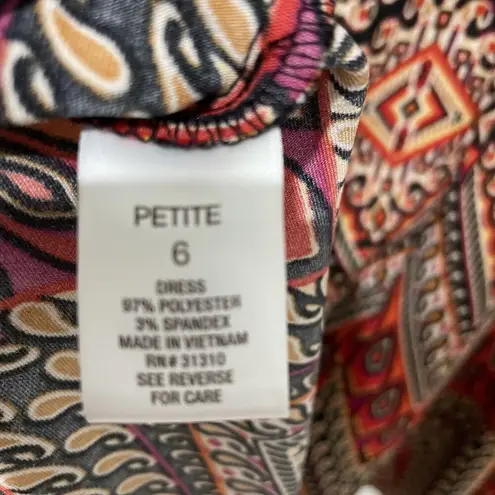 PETITE
6
DRESS
97% POLYESTER
3% SPANDEX
MADE IN VIETNAM
RN# 31310
SEE REVERSE
FOR CARE